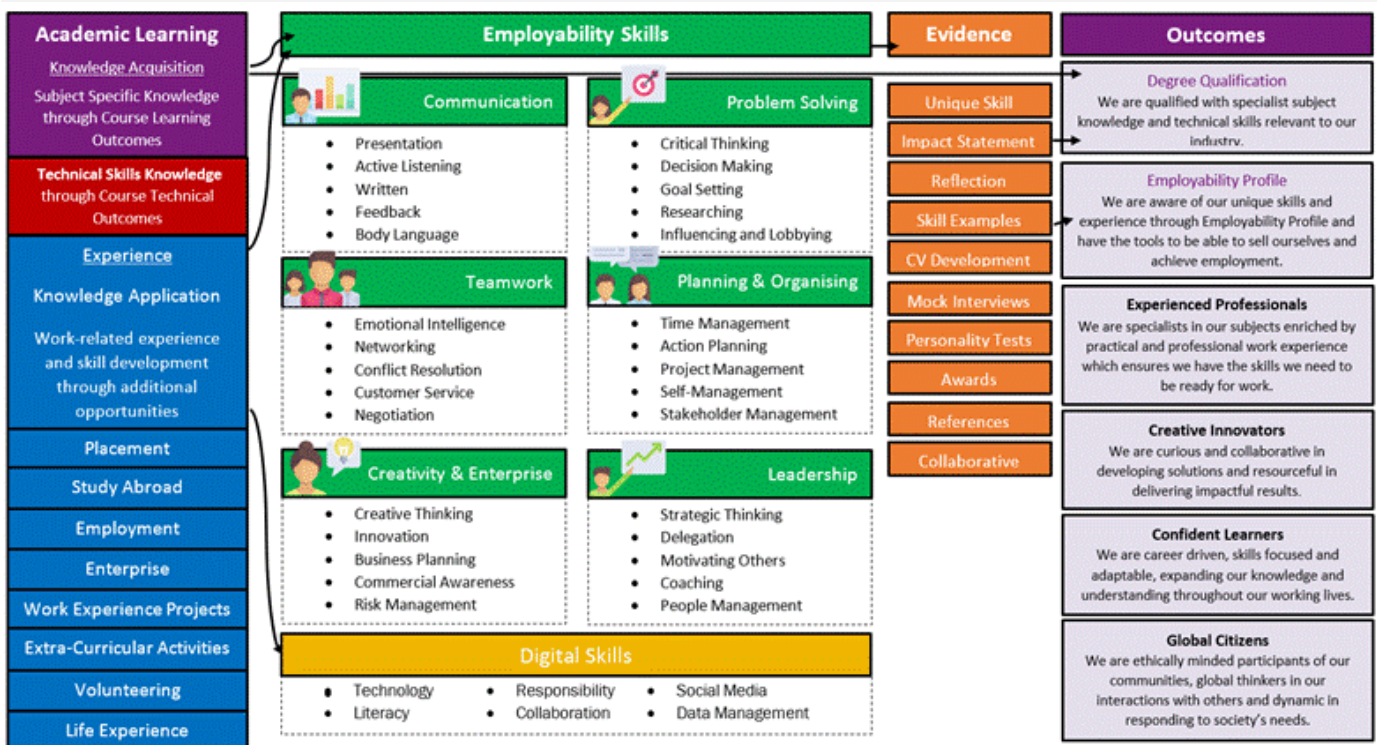 Academic Learning
Knowledge Acquisition
Subject Specific Knowledge
through Course Learning
Outcomes
Technical Skills Knowledge
through Course Technical
Outcomes
Experience
Knowledge Application
Work-related experience
and skill development
through additional
opportunities
Placement
Study Abroad
Employment
Enterprise
Work Experience Projects
Extra-Curricular Activities
Volunteering
Life Experience
Employability Skills
Communication
• Presentation
• Active Listening
• Written
• Feedback
• Body Language
Problem Solving
• Critical Thinking
• Decision Making
• Goal Setting
• Researching
• Influencing and Lobbying
Teamwork
• Emotional Intelligence
• Networking
• Conflict Resolution
• Customer Service
• Negotiation
Planning & Organising
• Time Management
• Action Planning
• Project Management
• Self-Management
• Stakeholder Management
Creativity & Enterprise
• Creative Thinking
• Innovation
• Business Planning
• Commercial Awareness
• Risk Management
Leadership
• Strategic Thinking
• Delegation
• Motivating Others
• Coaching
• People Management
Digital Skills
• Technology • Responsibility • Social Media
• Literacy • Collaboration • Data Management
Evidence
Unique Skill
Impact Statement
Reflection
Skill Examples
CV Development
Mock Interviews
Personality Tests
Awards
References
Collaborative
Outcomes
Degree Qualification
We are qualified with specialist subject
knowledge and technical skills relevant to our
industry.
Employability Profile
We are aware of our unique skills and
experience through Employability Profile and
have the tools to be able to sell ourselves and
achieve employment.
Experienced Professionals
We are specialists in our subjects enriched by
practical and professional work experience
which ensures we have the skills we need to
be ready for work.
Creative Innovators
We are curious and collaborative in
developing solutions and resourceful in
delivering impactful results.
Confident Learners
We are career driven, skills focused and
adaptable, expanding our knowledge and
understanding throughout our working lives.
Global Citizens
We are ethically minded participants of our
communities, global thinkers in our
interactions with others and dynamic in
responding to society's needs.